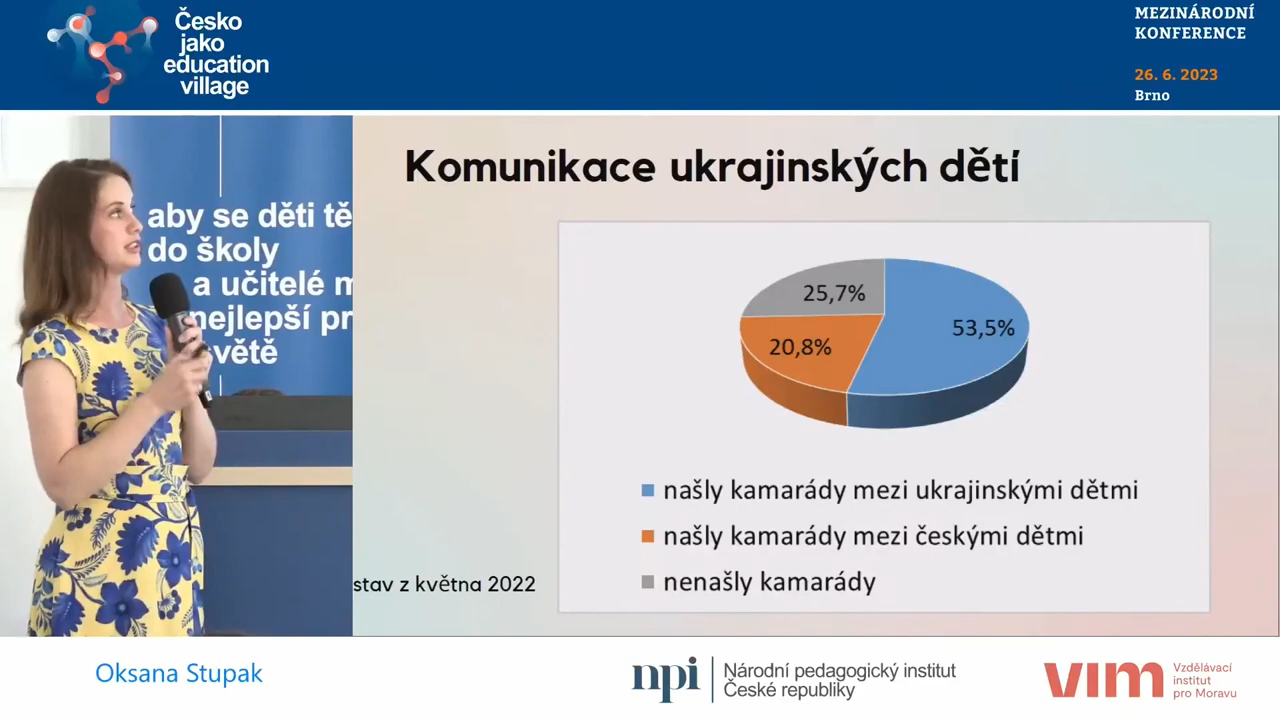 Česko
jako
education
village
MEZINÁRODNÍ
KONFERENCE
26. 6. 2023
Brno
aby se děti tě
do školy
a učitelé m
nejlepší pr
světě
Komunikace ukrajinských dětí
25,7%
53,5%
20,8%
našly kamarády mezi ukrajinskými dětmi
našly kamarády mezi českými dětmi
nenašly kamarády
stav z května 2022
Oksana Stupak
npi
Národní pedagogický institut
České republiky
vim
Vzdělávací
institut
pro Moravu